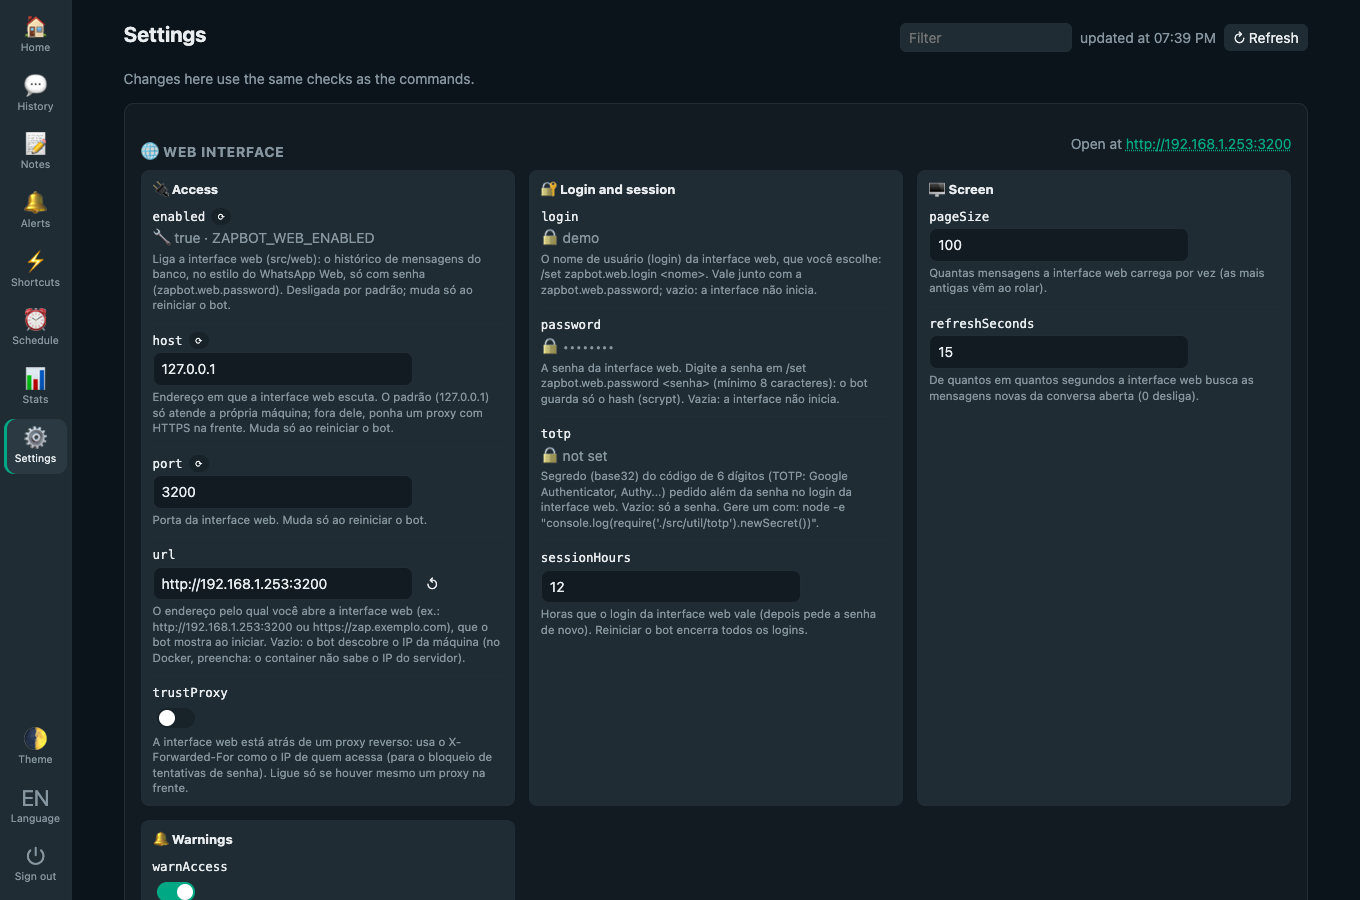 Home
History
Notes
Alerts
Shortcuts
Schedule
Stats
Settings
Theme
EN
Language
Sign out
Settings
Filter
updated at 07:39 PM
Refresh
Changes here use the same checks as the commands.
WEB INTERFACE
Open at http://192.168.1.253:3200
Access
enabled
true · ZAPBOT_WEB_ENABLED
Liga a interface web (src/web): o histórico de mensagens do
banco, no estilo do WhatsApp Web, só com senha
(zapbot.web.password). Desligada por padrão; muda só ao
reiniciar o bot.
host
127.0.0.1
Endereço em que a interface web escuta. O padrão (127.0.0.1)
só atende a própria máquina; fora dele, ponha um proxy com
HTTPS na frente. Muda só ao reiniciar o bot.
port
3200
Porta da interface web. Muda só ao reiniciar o bot.
url
http://192.168.1.253:3200
O endereço pelo qual você abre a interface web (ex.:
http://192.168.1.253:3200 ou https://zap.exemplo.com), que o
bot mostra ao iniciar. Vazio: o bot descobre o IP da máquina (no
Docker, preencha: o container não sabe o IP do servidor).
trustProxy
A interface web está atrás de um proxy reverso: usa o X-
Forwarded-For como o IP de quem acessa (para o bloqueio de
tentativas de senha). Ligue só se houver mesmo um proxy na
frente.
Login and session
login
demo
O nome de usuário (login) da interface web, que você escolhe:
/set zapbot.web.login <nome>. Vale junto com a
zapbot.web.password; vazio: a interface não inicia.
password
••••••••
A senha da interface web. Digite a senha em /set
zapbot.web.password <senha> (mínimo 8 caracteres): o bot
guarda só o hash (scrypt). Vazia: a interface não inicia.
totp
not set
Segredo (base32) do código de 6 dígitos (TOTP: Google
Authenticator, Authy...) pedido além da senha no login da
interface web. Vazio: só a senha. Gere um com: node -e
"console.log(require('./src/util/totp').newSecret())".
sessionHours
12
Horas que o login da interface web vale (depois pede a senha
de novo). Reiniciar o bot encerra todos os logins.
Screen
pageSize
100
Quantas mensagens a interface web carrega por vez (as mais
antigas vêm ao rolar).
refreshSeconds
15
De quantos em quantos segundos a interface web busca as
mensagens novas da conversa aberta (0 desliga).
Warnings
warnAccess